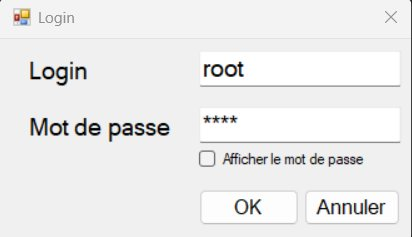 Login
Login
root
Mot de passe
****
Afficher le mot de passe
OK
Annuler